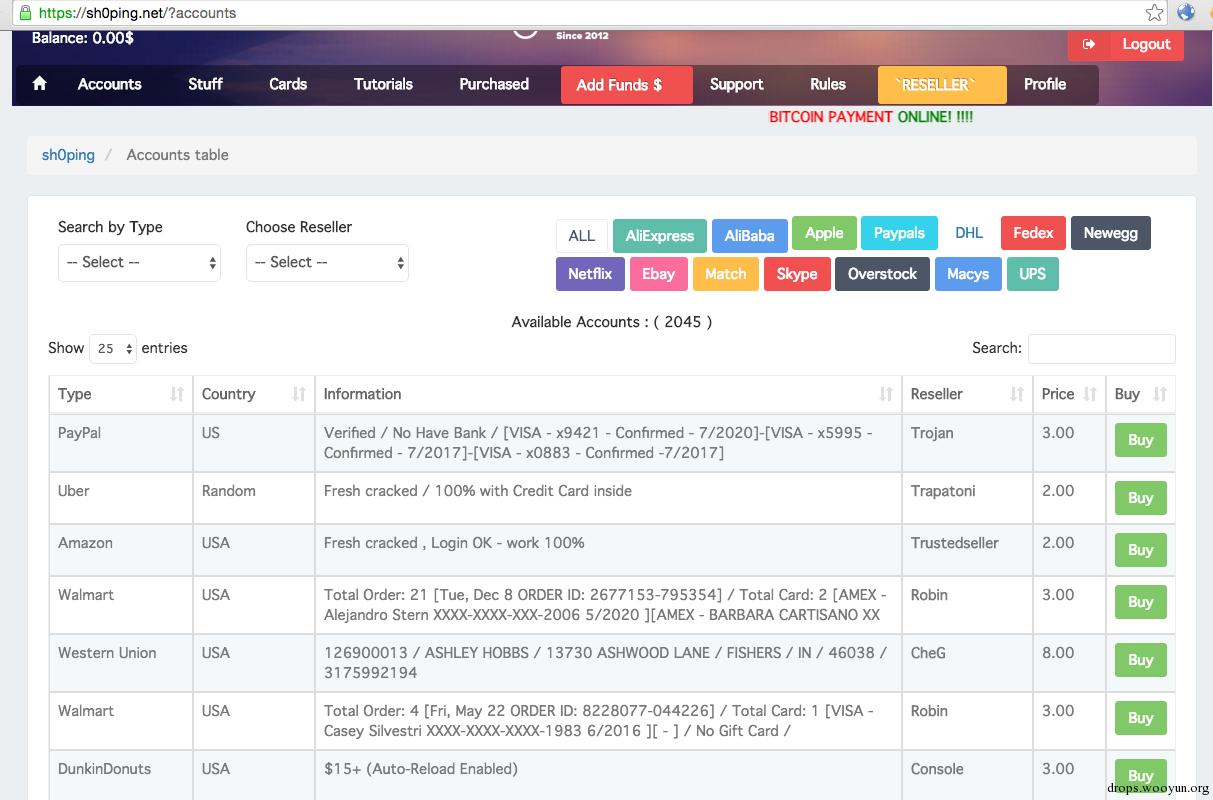 https://sh0ping.net/?accounts
Balance: 0.00$
Since 2012
Logout
Accounts Stuff Cards Tutorials Purchased Add Funds $ Support Rules `RESELLER` Profile
BITCOIN PAYMENT ONLINE! !!!!
sh0ping / Accounts table
Search by Type Choose Reseller
-- Select -- -- Select --
ALL AliExpress AliBaba Apple Paypals DHL Fedex Newegg
Netflix Ebay Match Skype Overstock Macys UPS
Available Accounts : ( 2045 )
Show 25 entries Search:
Type Country Information Reseller Price Buy
PayPal US Verified / No Have Bank / [VISA - x9421 - Confirmed - 7/2020]-[VISA - x5995 - Trojan 3.00 Buy
Confirmed - 7/2017]-[VISA - x0883 - Confirmed -7/2017]
Uber Random Fresh cracked / 100% with Credit Card inside Trapatoni 2.00 Buy
Amazon USA Fresh cracked , Login OK - work 100% Trustedseller 2.00 Buy
Walmart USA Total Order: 21 [Tue, Dec 8 ORDER ID: 2677153-795354] / Total Card: 2 [AMEX - Robin 3.00 Buy
Alejandro Stern XXXX-XXXX-XXX-2006 5/2020 ][AMEX - BARBARA CARTISANO XX
Western Union USA 126900013 / ASHLEY HOBBS / 13730 ASHWOOD LANE / FISHERS / IN / 46038 / CheG 8.00 Buy
3175992194
Walmart USA Total Order: 4 [Fri, May 22 ORDER ID: 8228077-044226] / Total Card: 1 [VISA - Robin 3.00 Buy
Casey Silvestri XXXX-XXXX-XXXX-1983 6/2016 ][ - ] / No Gift Card /
DunkinDonuts USA $15+ (Auto-Reload Enabled) Console 3.00 Buy
drops.wooyun.org